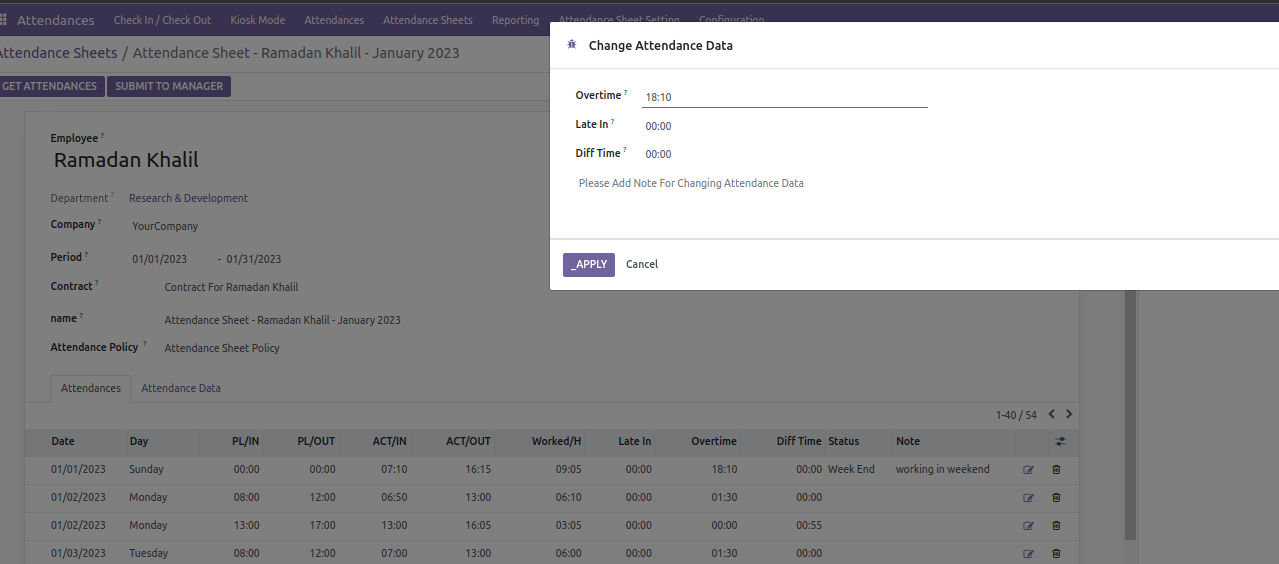 Attendances Check In / Check Out Kiosk Mode Attendances Attendance Sheets Reporting Attendance Sheet Setting Configuration
Attendance Sheets / Attendance Sheet - Ramadan Khalil - January 2023
GET ATTENDANCES SUBMIT TO MANAGER
Change Attendance Data
Overtime ? 18:10
Late In ? 00:00
Diff Time ? 00:00
Please Add Note For Changing Attendance Data
_APPLY Cancel
Employee ?
Ramadan Khalil
Department ? Research & Development
Company ? YourCompany
Period ? 01/01/2023 - 01/31/2023
Contract ? Contract For Ramadan Khalil
name ? Attendance Sheet - Ramadan Khalil - January 2023
Attendance Policy ? Attendance Sheet Policy
Attendances Attendance Data
1-40 / 54
Date Day PL/IN PL/OUT ACT/IN ACT/OUT Worked/H Late In Overtime Diff Time Status Note
01/01/2023 Sunday 00:00 00:00 07:10 16:15 09:05 00:00 18:10 00:00 Week End working in weekend
01/02/2023 Monday 08:00 12:00 06:50 13:00 06:10 00:00 01:30 00:00
01/02/2023 Monday 13:00 17:00 13:00 16:05 03:05 00:00 00:00 00:55
01/03/2023 Tuesday 08:00 12:00 07:00 13:00 06:00 00:00 01:30 00:00